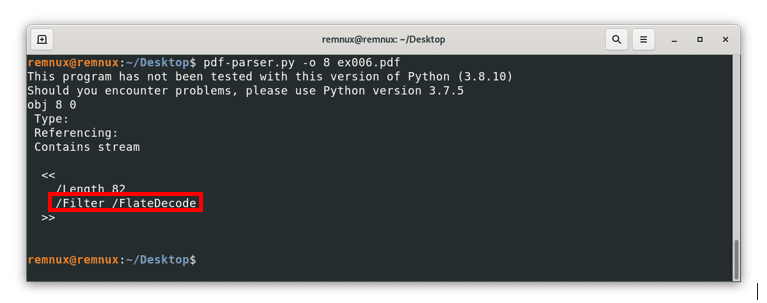 remnux@remnux: ~/Desktop
remnux@remnux:~/Desktop$ pdf-parser.py -o 8 ex006.pdf
This program has not been tested with this version of Python (3.8.10)
Should you encounter problems, please use Python version 3.7.5
obj 8 0
 Type:
 Referencing:
 Contains stream
  <<
    /Length 82
    /Filter /FlateDecode
  >>
remnux@remnux:~/Desktop$